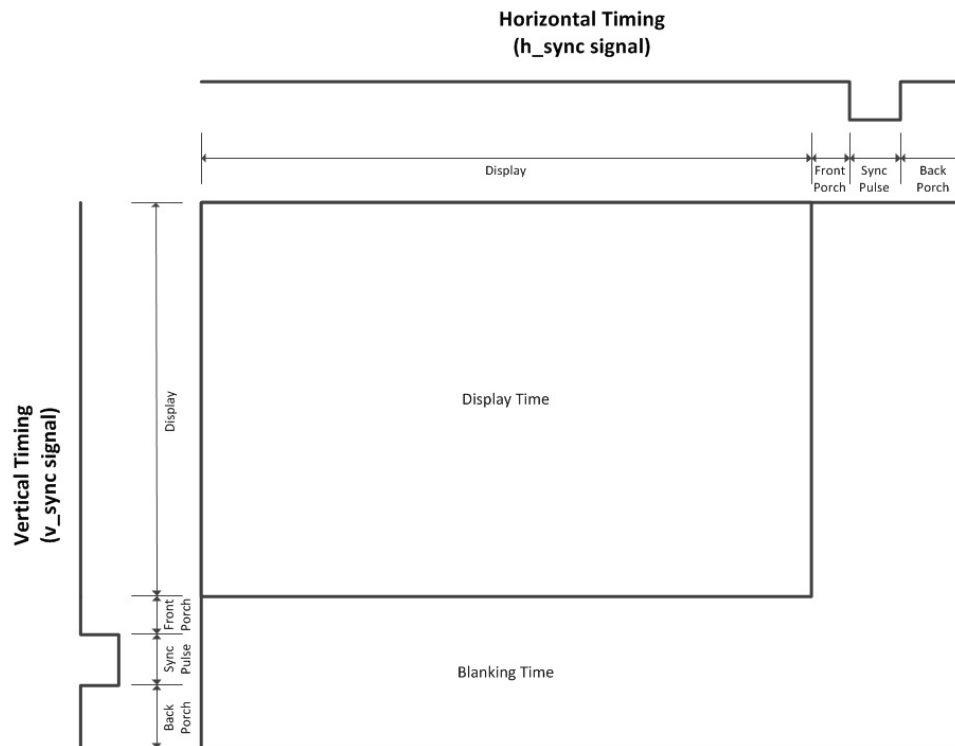 Horizontal Timing
(h_sync signal)
Display
Front
Porch
Sync
Pulse
Back
Porch
Vertical Timing
(v_sync signal)
Display
Display Time
Front
Porch
Sync
Pulse
Back
Porch
Blanking Time